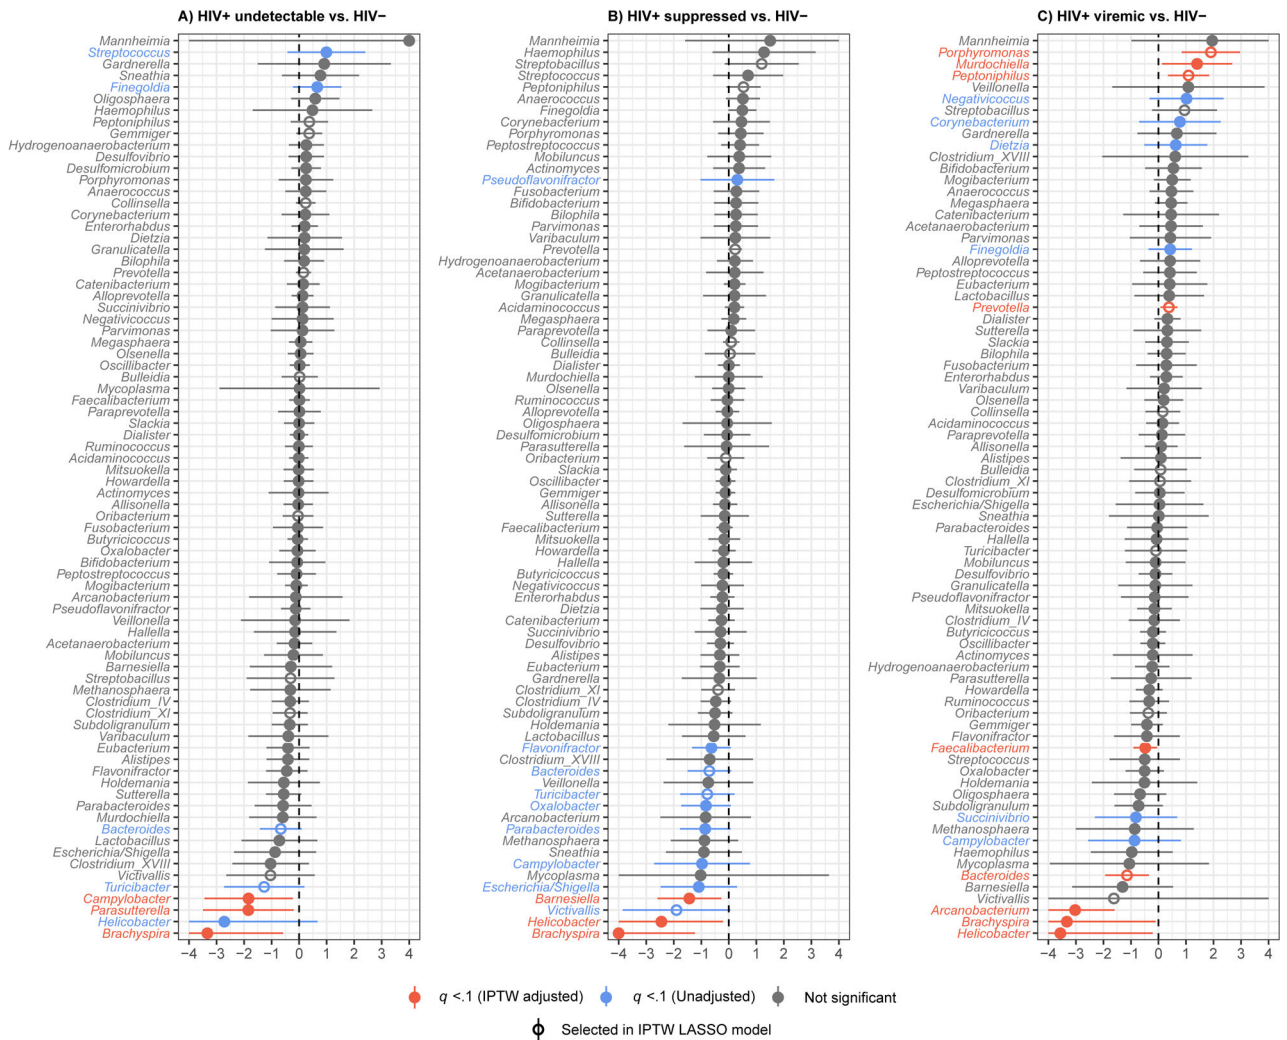 A) HIV+ undetectable vs. HIV−
Mannheimia
Streptococcus
Gardnerella
Sneathia
Finegoldia
Oligosphaera
Haemophilus
Peptoniphilus
Gemmiger
Hydrogenoanaerobacterium
Desulfovibrio
Desulfomicrobium
Porphyromonas
Anaerococcus
Collinsella
Corynebacterium
Enterorhabdus
Dietzia
Granulicatella
Bilophila
Prevotella
Catenibacterium
Alloprevotella
Succinivibrio
Negativicoccus
Parvimonas
Megasphaera
Olsenella
Oscillibacter
Bulleidia
Mycoplasma
Faecalibacterium
Paraprevotella
Slackia
Dialister
Ruminococcus
Acidaminococcus
Mitsuokella
Howardella
Actinomyces
Allisonella
Oribacterium
Fusobacterium
Butyricicoccus
Oxalobacter
Bifidobacterium
Peptostreptococcus
Mogibacterium
Arcanobacterium
Pseudoflavonifractor
Veillonella
Hallella
Acetanaerobacterium
Mobiluncus
Barnesiella
Streptobacillus
Methanosphaera
Clostridium_IV
Clostridium_XI
Subdoligranulum
Varibaculum
Eubacterium
Alistipes
Flavonifractor
Holdemania
Sutterella
Parabacteroides
Murdochiella
Bacteroides
Lactobacillus
Escherichia/Shigella
Clostridium_XVIII
Victivallis
Turicibacter
Campylobacter
Parasutterella
Helicobacter
Brachyspira
−4 −3 −2 −1 0 1 2 3 4
B) HIV+ suppressed vs. HIV−
Mannheimia
Haemophilus
Streptobacillus
Streptococcus
Peptoniphilus
Anaerococcus
Finegoldia
Corynebacterium
Porphyromonas
Peptostreptococcus
Mobiluncus
Actinomyces
Pseudoflavonifractor
Fusobacterium
Bifidobacterium
Bilophila
Parvimonas
Varibaculum
Prevotella
Hydrogenoanaerobacterium
Acetanaerobacterium
Mogibacterium
Granulicatella
Acidaminococcus
Megasphaera
Paraprevotella
Collinsella
Bulleidia
Dialister
Murdochiella
Olsenella
Ruminococcus
Alloprevotella
Oligosphaera
Desulfomicrobium
Parasutterella
Oribacterium
Slackia
Oscillibacter
Gemmiger
Allisonella
Sutterella
Faecalibacterium
Mitsuokella
Howardella
Hallella
Butyricicoccus
Negativicoccus
Enterorhabdus
Dietzia
Catenibacterium
Succinivibrio
Desulfovibrio
Alistipes
Eubacterium
Gardnerella
Clostridium_XI
Clostridium_IV
Subdoligranulum
Holdemania
Lactobacillus
Flavonifractor
Clostridium_XVIII
Bacteroides
Veillonella
Turicibacter
Oxalobacter
Arcanobacterium
Parabacteroides
Methanosphaera
Sneathia
Campylobacter
Mycoplasma
Escherichia/Shigella
Barnesiella
Victivallis
Helicobacter
Brachyspira
−4 −3 −2 −1 0 1 2 3 4
C) HIV+ viremic vs. HIV−
Mannheimia
Porphyromonas
Murdochiella
Peptoniphilus
Veillonella
Negativicoccus
Streptobacillus
Corynebacterium
Gardnerella
Dietzia
Clostridium_XVIII
Bifidobacterium
Mogibacterium
Anaerococcus
Megasphaera
Catenibacterium
Acetanaerobacterium
Parvimonas
Finegoldia
Alloprevotella
Peptostreptococcus
Eubacterium
Lactobacillus
Prevotella
Dialister
Sutterella
Slackia
Bilophila
Fusobacterium
Enterorhabdus
Varibaculum
Olsenella
Collinsella
Acidaminococcus
Paraprevotella
Allisonella
Alistipes
Bulleidia
Clostridium_XI
Desulfomicrobium
Escherichia/Shigella
Sneathia
Parabacteroides
Hallella
Turicibacter
Mobiluncus
Desulfovibrio
Granulicatella
Pseudoflavonifractor
Mitsuokella
Clostridium_IV
Butyricicoccus
Oscillibacter
Actinomyces
Hydrogenoanaerobacterium
Parasutterella
Howardella
Ruminococcus
Oribacterium
Gemmiger
Flavonifractor
Faecalibacterium
Streptococcus
Oxalobacter
Holdemania
Oligosphaera
Subdoligranulum
Succinivibrio
Methanosphaera
Campylobacter
Haemophilus
Mycoplasma
Bacteroides
Barnesiella
Victivallis
Arcanobacterium
Brachyspira
Helicobacter
−4 −3 −2 −1 0 1 2 3 4
q <.1 (IPTW adjusted) q <.1 (Unadjusted) Not significant
Selected in IPTW LASSO model